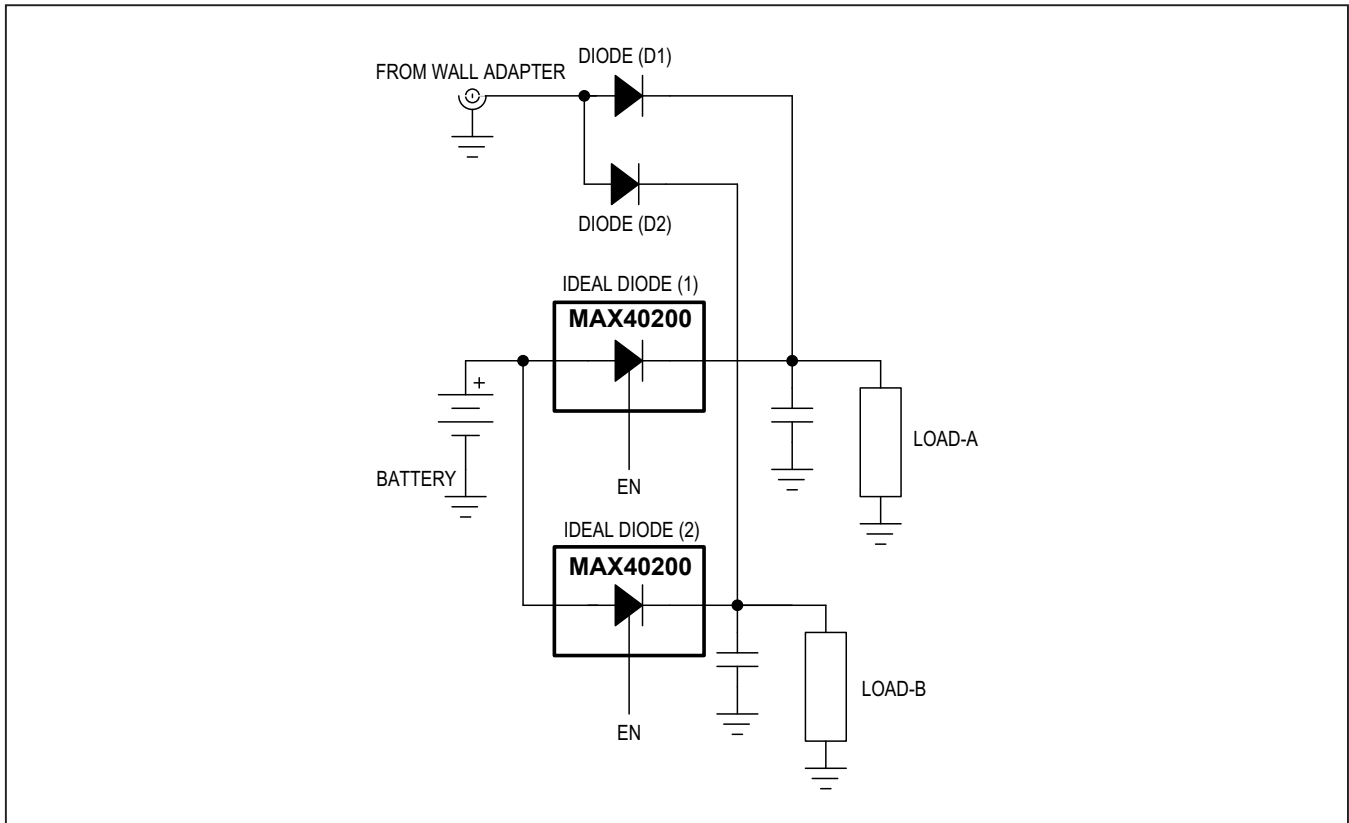 DIODE (D1)
FROM WALL ADAPTER
DIODE (D2)
IDEAL DIODE (1)
MAX40200
+
BATTERY
EN
LOAD-A
IDEAL DIODE (2)
MAX40200
EN
LOAD-B